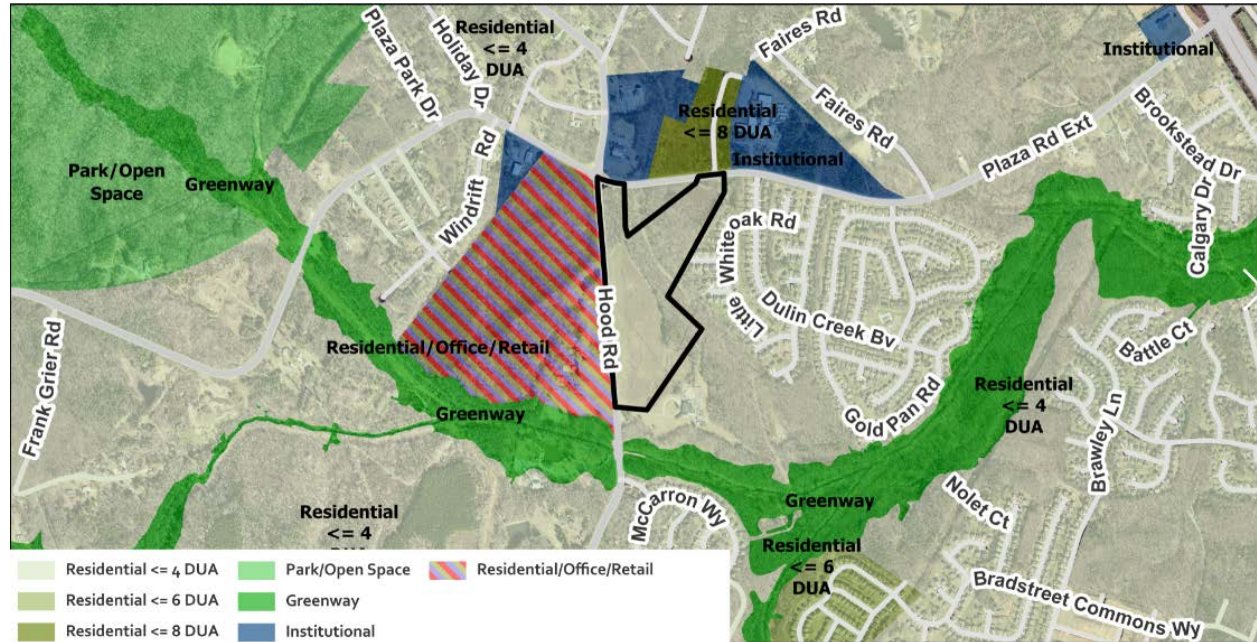 Residential
<= 4
DUA
Plaza Park Dr
Holiday Dr
Faires Rd
Institutional
Faires Rd
Residential
<= 8 DUA
Plaza Rd Ext
Brookstead Dr
Institutional
Park/Open
Space
Greenway
Windrift Rd
Calgary Dr
Little Whiteoak Rd
Hood Rd
Dulin Creek Bv
Battle Ct
Residential/Office/Retail
Frank Grier Rd
Greenway
Gold Pan Rd
Residential
<= 4
DUA
Brawley Ln
Residential
<= 4
McCarron Wy
Greenway
Nolet Ct
Residential
<= 6
DUA
Bradstreet Commons Wy
Residential <= 4 DUA
Park/Open Space
Residential/Office/Retail
Residential <= 6 DUA
Greenway
Residential <= 8 DUA
Institutional